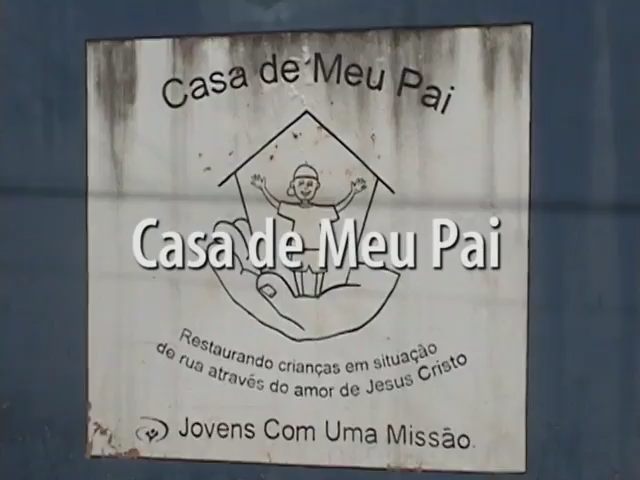 Casa de Meu Pai
Casa de Meu Pai
Restaurando crianças em situação
de rua através do amor de Jesus Cristo
Jovens Com Uma Missão